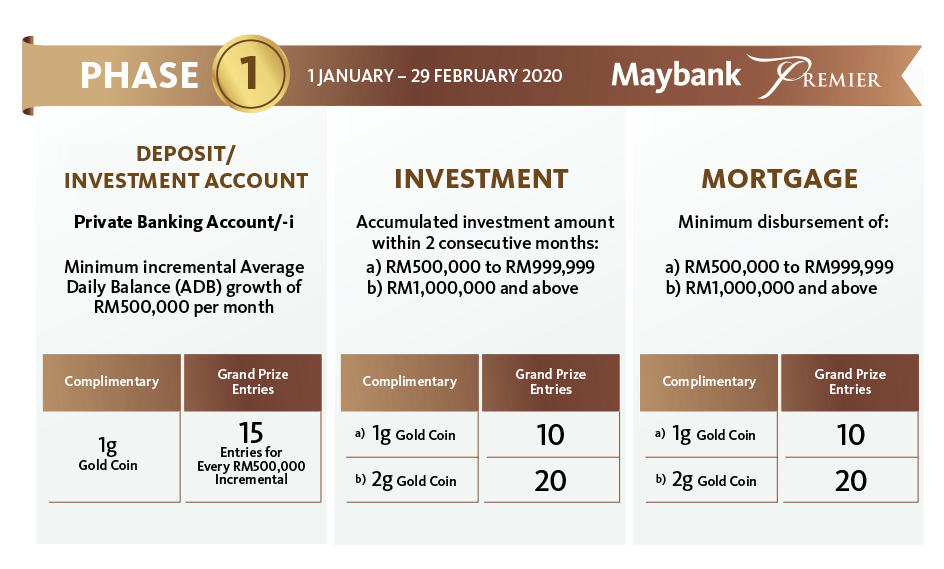 PHASE 1 1 JANUARY – 29 FEBRUARY 2020 Maybank PREMIER
DEPOSIT/
INVESTMENT ACCOUNT
Private Banking Account/-i
Minimum incremental Average
Daily Balance (ADB) growth of
RM500,000 per month
Complimentary
Grand Prize
Entries
1g
Gold Coin
15
Entries for
Every RM500,000
Incremental
INVESTMENT
Accumulated investment amount
within 2 consecutive months:
a) RM500,000 to RM999,999
b) RM1,000,000 and above
Complimentary
Grand Prize
Entries
a) 1g Gold Coin 10
b) 2g Gold Coin 20
MORTGAGE
Minimum disbursement of:
a) RM500,000 to RM999,999
b) RM1,000,000 and above
Complimentary
Grand Prize
Entries
a) 1g Gold Coin 10
b) 2g Gold Coin 20